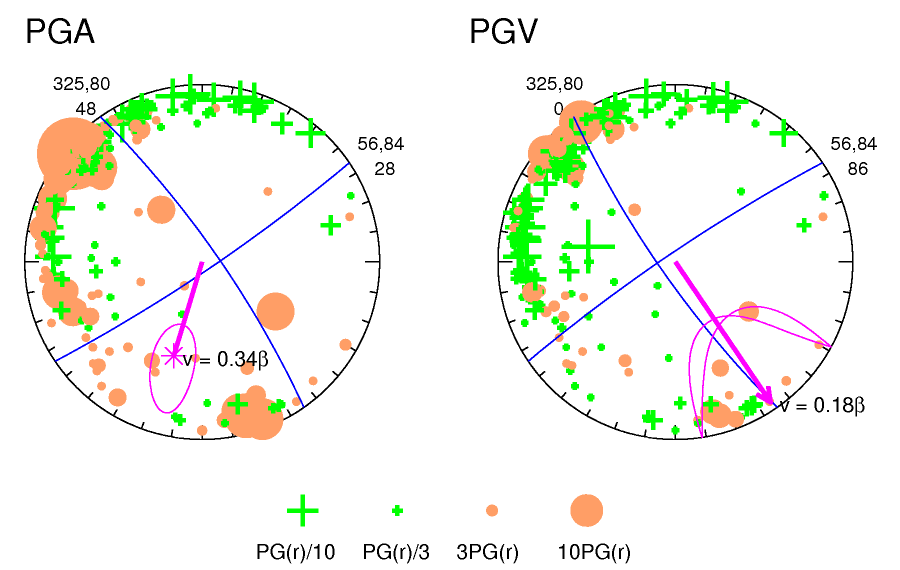 PGA
PGV
325,80
48
56,84
28
v = 0.34β
325,80
0
56,84
86
v = 0.18β
PG(r)/10
PG(r)/3
3PG(r)
10PG(r)